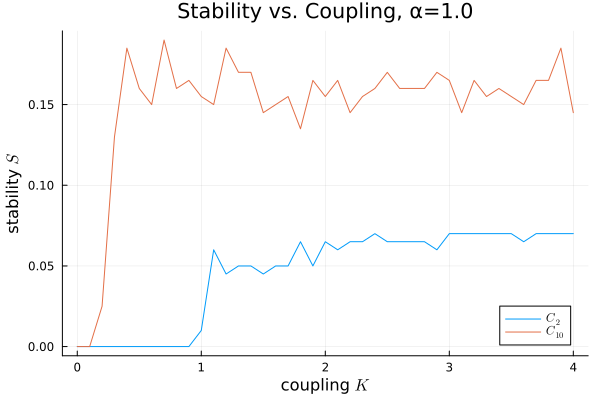 Stability vs. Coupling, α=1.0
stability S
0.15
0.10
0.05
0.00
0
1
2
3
4
coupling K
C₂
C₁₀